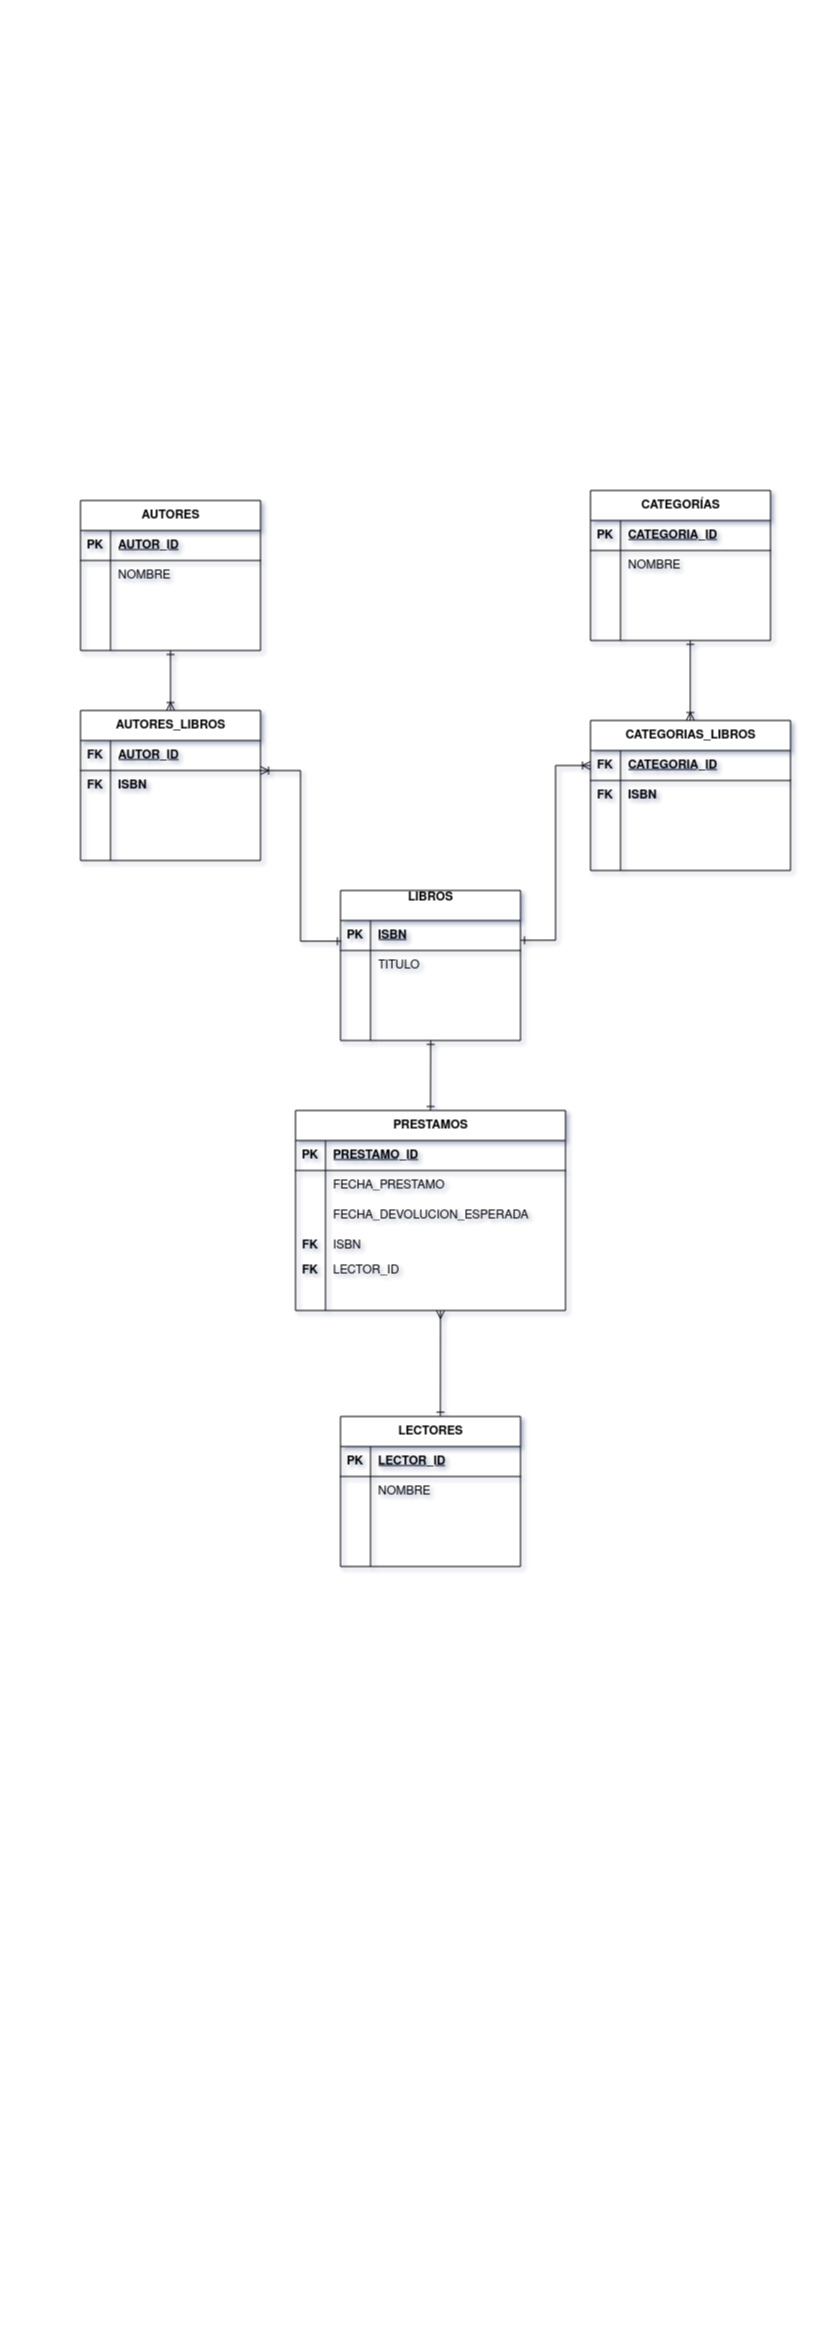 AUTORES
PK AUTOR_ID
NOMBRE
CATEGORÍAS
PK CATEGORIA_ID
NOMBRE
AUTORES_LIBROS
FK AUTOR_ID
FK ISBN
CATEGORIAS_LIBROS
FK CATEGORIA_ID
FK ISBN
LIBROS
PK ISBN
TITULO
PRESTAMOS
PK PRESTAMO_ID
FECHA_PRESTAMO
FECHA_DEVOLUCION_ESPERADA
FK ISBN
FK LECTOR_ID
LECTORES
PK LECTOR_ID
NOMBRE